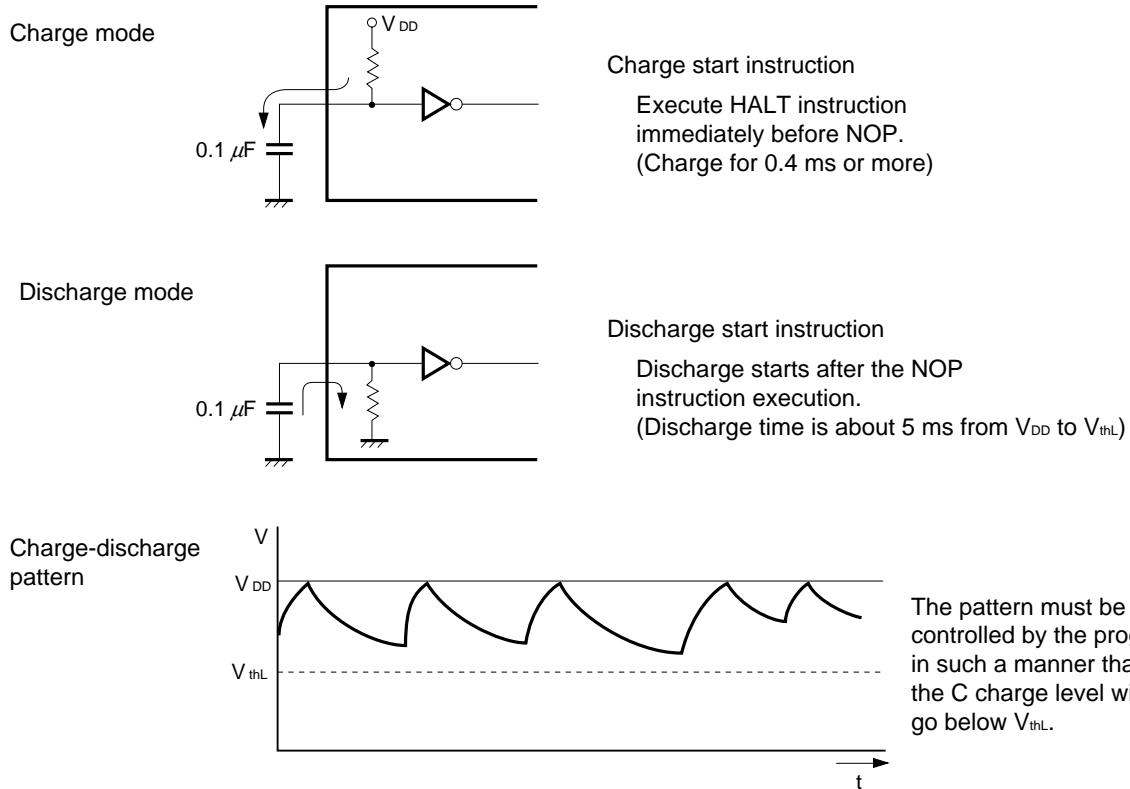 Charge mode
V DD
0.1 μF
Charge start instruction
Execute HALT instruction
immediately before NOP.
(Charge for 0.4 ms or more)
Discharge mode
0.1 μF
Discharge start instruction
Discharge starts after the NOP
instruction execution.
(Discharge time is about 5 ms from VDD to VthL)
Charge-discharge
pattern
V
V DD
V thL
t
The pattern must be
controlled by the
in such a manner
the C charge level
go below VthL.